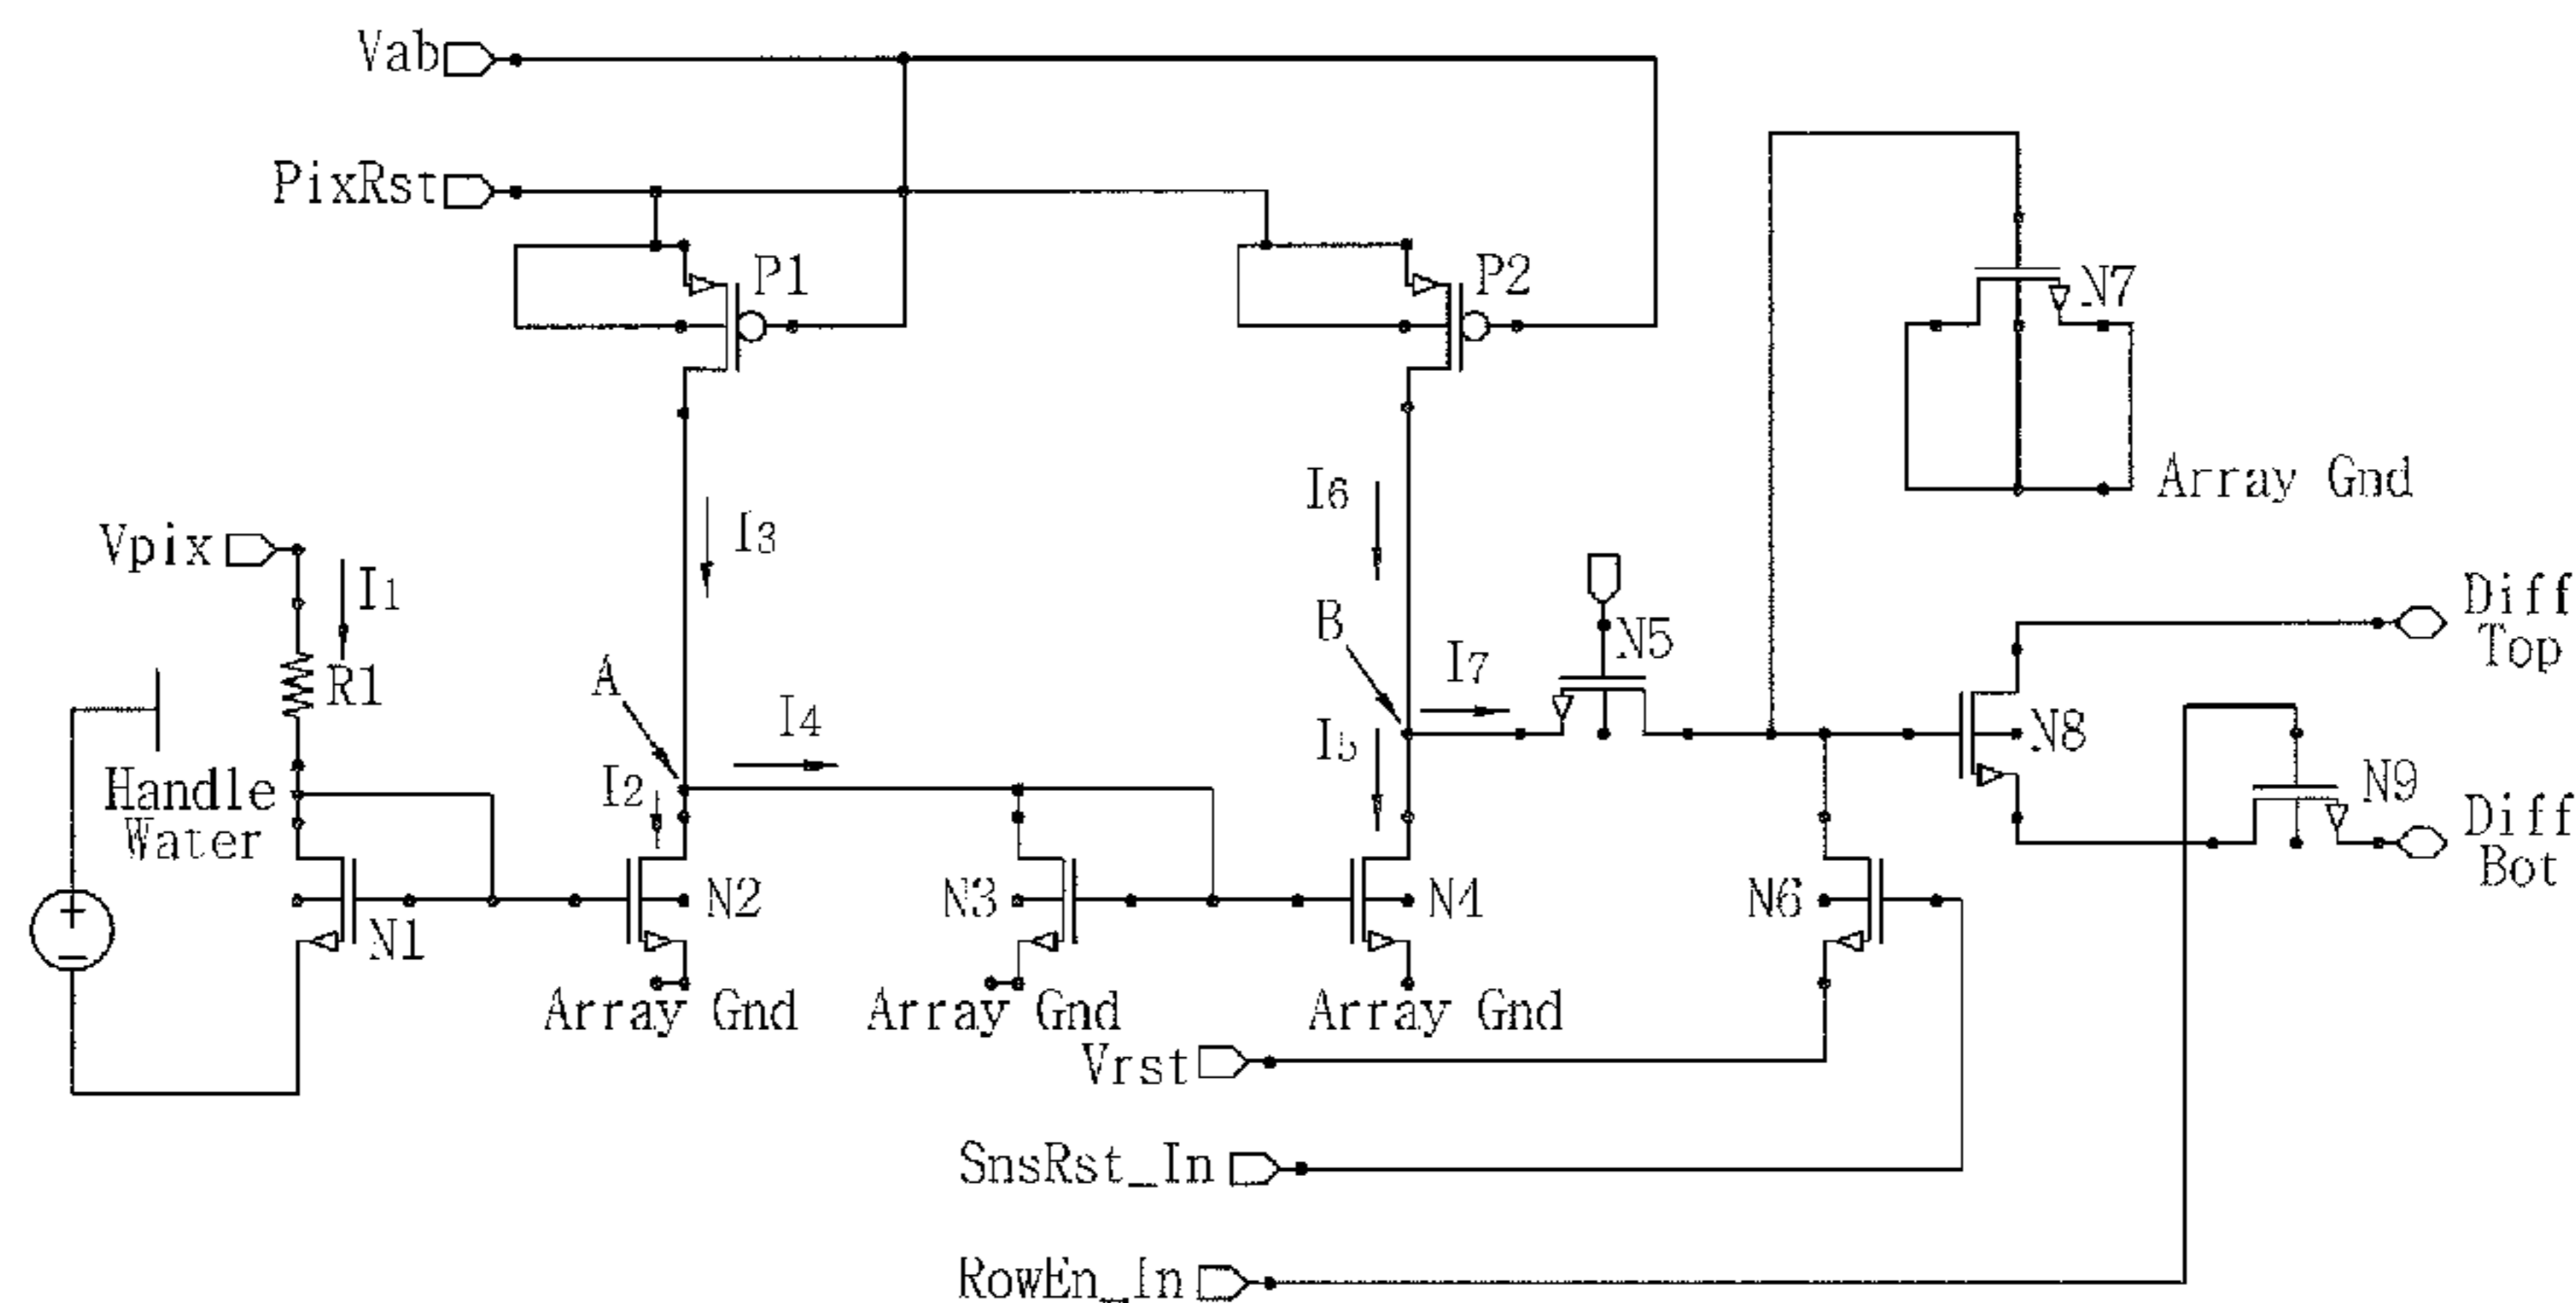 Vab
PixRst
P1
P2
N7
Array Gnd
I6
I3
Vpix
I1
Diff
Top
B
N5
I7
A
R1
I4
I5
N8
N9
Handle
Water
I2
Diff
Bot
N1
N2
N3
N4
N6
Array Gnd
Array Gnd
Array Gnd
Vrst
SnsRst_In
RowEn_In